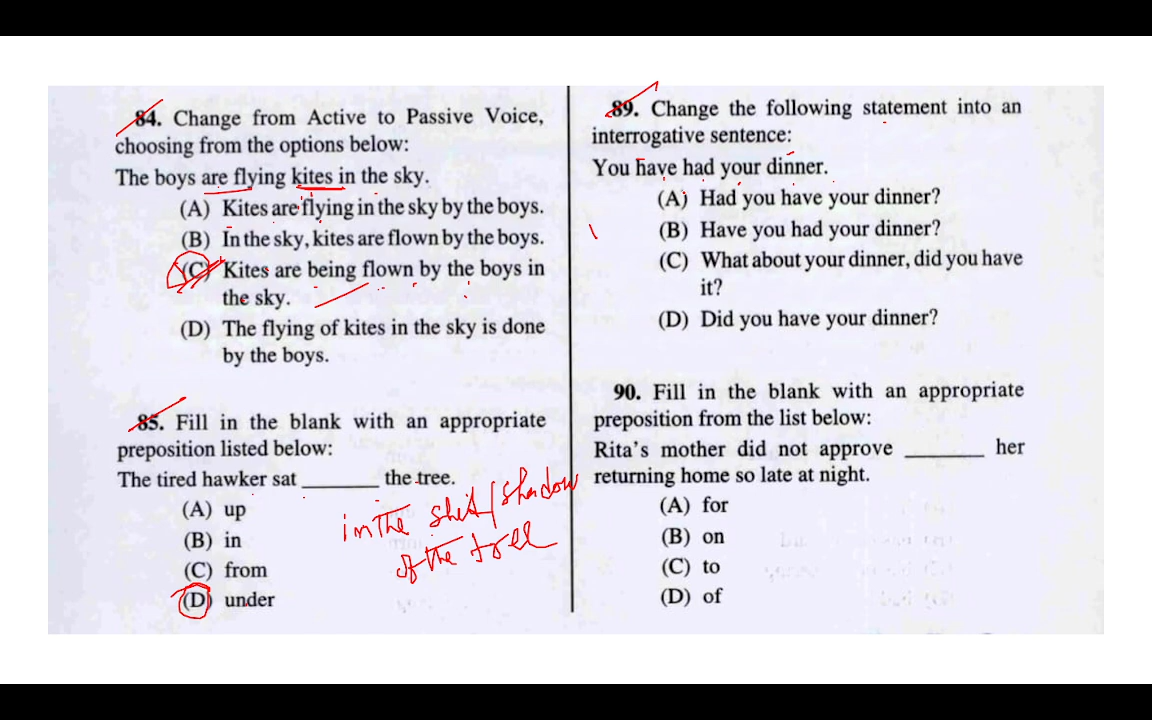 84. Change from Active to Passive Voice,
choosing from the options below:
The boys are flying kites in the sky.
(A) Kites are flying in the sky by the boys.
(B) In the sky, kites are flown by the boys.
(C) Kites are being flown by the boys in
the sky.
(D) The flying of kites in the sky is done
by the boys.
85. Fill in the blank with an appropriate
preposition listed below:
The tired hawker sat ________ the tree.
(A) up
(B) in
(C) from
(D) under
in the / shadow
of the tree
89. Change the following statement into an
interrogative sentence:
You have had your dinner.
(A) Had you have your dinner?
(B) Have you had your dinner?
(C) What about your dinner, did you have
it?
(D) Did you have your dinner?
90. Fill in the blank with an appropriate
preposition from the list below:
Rita's mother did not approve ________ her
returning home so late at night.
(A) for
(B) on
(C) to
(D) of